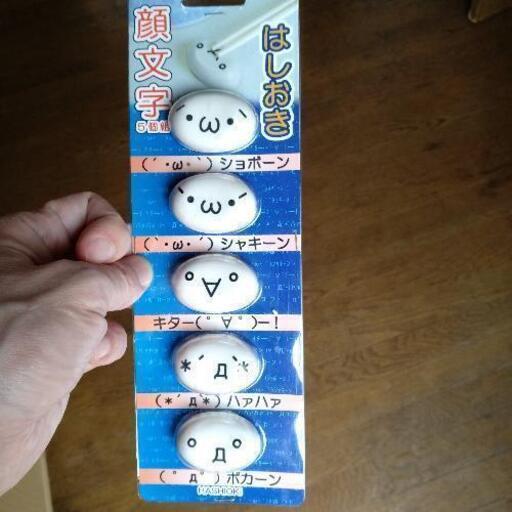 顔文字
5個組
はしおき
(´・ω・｀) ショボーン
(｀・ω・´) シャキーン!
キター(ﾟ∀ﾟ)ー!
(*´д`*) ハァハァ
(ﾟдﾟ) ポカーン
HASHIOKI